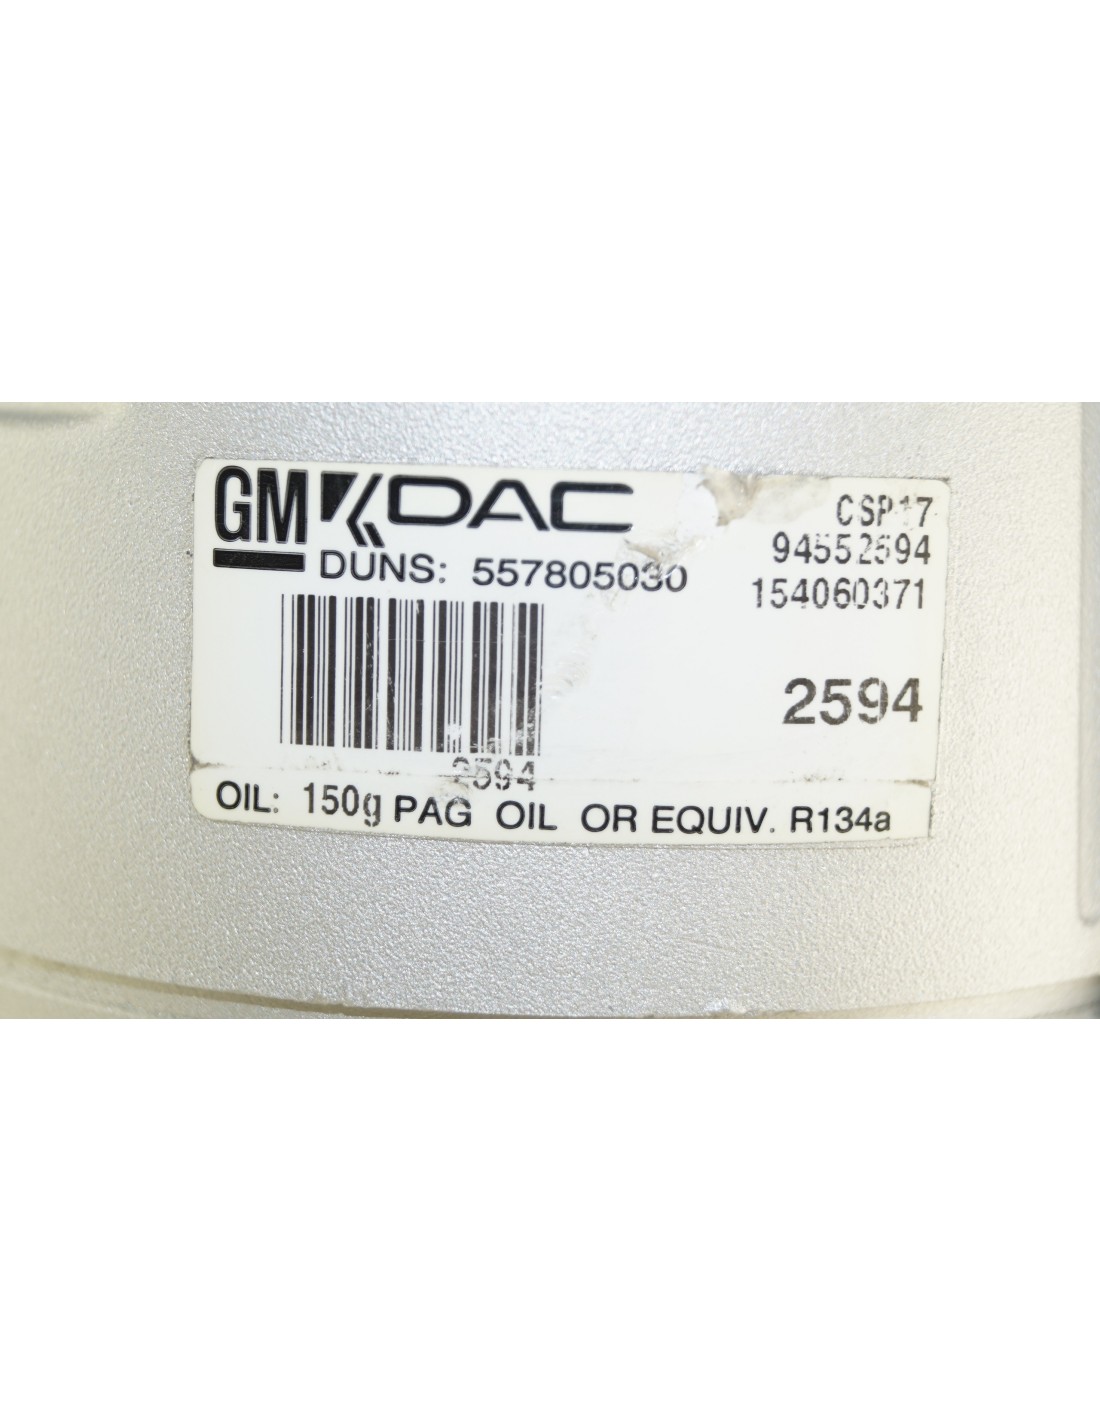 GM DAC
CSP17
DUNS: 557805030
94552594
154060371
2594
2594
OIL: 150g PAG OIL OR EQUIV. R134a